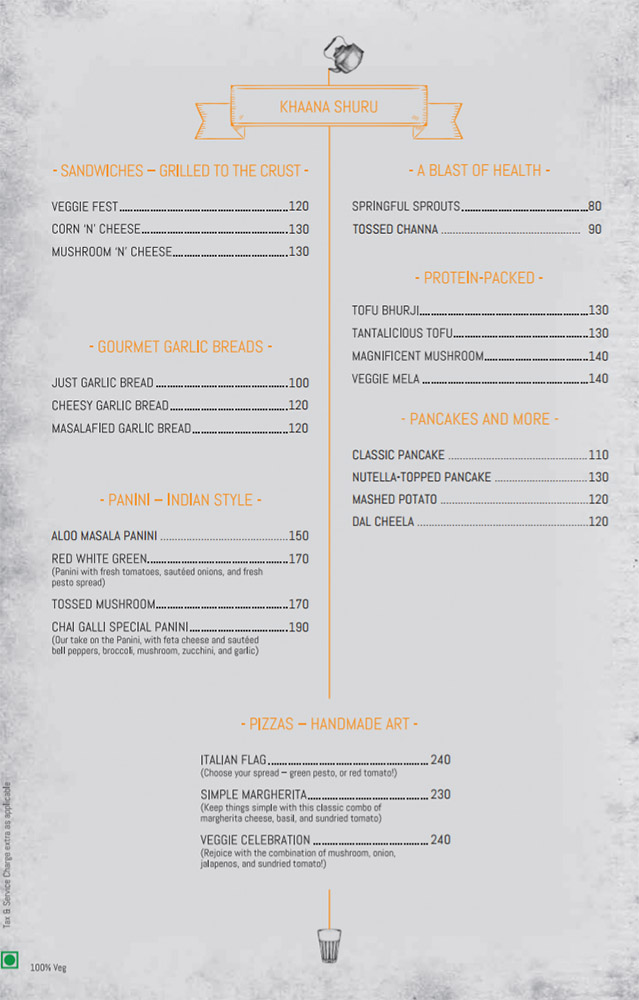 KHAANA SHURU
- SANDWICHES – GRILLED TO THE CRUST -
VEGGIE FEST 120
CORN 'N' CHEESE 130
MUSHROOM 'N' CHEESE 130
- GOURMET GARLIC BREADS -
JUST GARLIC BREAD 100
CHEESY GARLIC BREAD 120
MASALAFIED GARLIC BREAD 120
- PANINI – INDIAN STYLE -
ALOO MASALA PANINI 150
RED WHITE GREEN 170
(Panini with fresh tomatoes, sautéed onions, and fresh
pesto spread)
TOSSED MUSHROOM 170
CHAI GALLI SPECIAL PANINI 190
(Our take on the Panini, with feta cheese and sautéed
bell peppers, broccoli, mushroom, zucchini, and garlic)
- A BLAST OF HEALTH -
SPRINGFUL SPROUTS 80
TOSSED CHANNA 90
- PROTEIN-PACKED -
TOFU BHURJI 130
TANTALICIOUS TOFU 130
MAGNIFICENT MUSHROOM 140
VEGGIE MELA 140
- PANCAKES AND MORE -
CLASSIC PANCAKE 110
NUTELLA-TOPPED PANCAKE 130
MASHED POTATO 120
DAL CHEELA 120
- PIZZAS – HANDMADE ART -
ITALIAN FLAG 240
(Choose your spread – green pesto, or red tomato!)
SIMPLE MARGHERITA 230
(Keep things simple with this classic combo of
margherita cheese, basil, and sundried tomato)
VEGGIE CELEBRATION 240
(Rejoice with the combination of mushroom, onion,
jalapenos, and sundried tomato!)
Tax & Service Charge extra as applicable
100% Veg